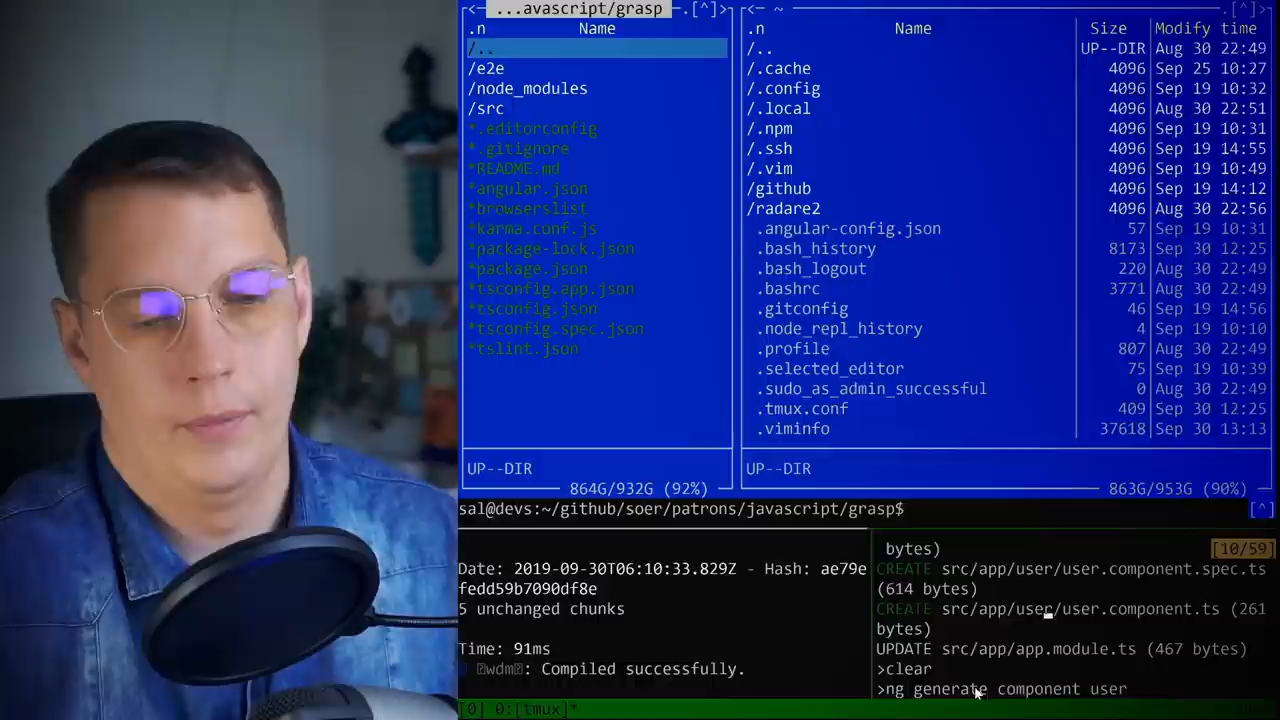 <─ ...avascript/grasp ─.[^]>
.n Name
/..
/e2e
/node_modules
/src
*.editorconfig
*.gitignore
*README.md
*angular.json
*browserslist
*karma.conf.js
*package-lock.json
*package.json
*tsconfig.app.json
*tsconfig.json
*tsconfig.spec.json
*tslint.json
UP--DIR
864G/932G (92%)
<─ ~ .[^]>
.n Name Size Modify time
/.. UP--DIR Aug 30 22:49
/.cache 4096 Sep 25 10:27
/.config 4096 Sep 19 10:32
/.local 4096 Aug 30 22:51
/.npm 4096 Sep 19 10:31
/.ssh 4096 Sep 19 14:55
/.vim 4096 Sep 19 10:49
/github 4096 Sep 19 14:12
/radare2 4096 Aug 30 22:56
.angular-config.json 57 Sep 19 10:31
.bash_history 8173 Sep 30 12:25
.bash_logout 220 Aug 30 22:49
.bashrc 3771 Aug 30 22:49
.gitconfig 46 Sep 19 14:56
.node_repl_history 4 Sep 19 10:10
.profile 807 Aug 30 22:49
.selected_editor 75 Sep 19 10:39
.sudo_as_admin_successful 0 Aug 30 22:49
.tmux.conf 409 Sep 30 12:25
.viminfo 37618 Sep 30 13:13
UP--DIR
863G/953G (90%)
sal@devs:~/github/soer/patrons/javascript/grasp$ [^]
Date: 2019-09-30T06:10:33.829Z - Hash: ae79e
fedd59b7090df8e
5 unchanged chunks
Time: 91ms
「wdm」: Compiled successfully.
bytes) [10/59]
CREATE src/app/user/user.component.spec.ts
(614 bytes)
CREATE src/app/user/user.component.ts (261
bytes)
UPDATE src/app/app.module.ts (467 bytes)
>clear
>ng generate component user
[0] 0:[tmux]*